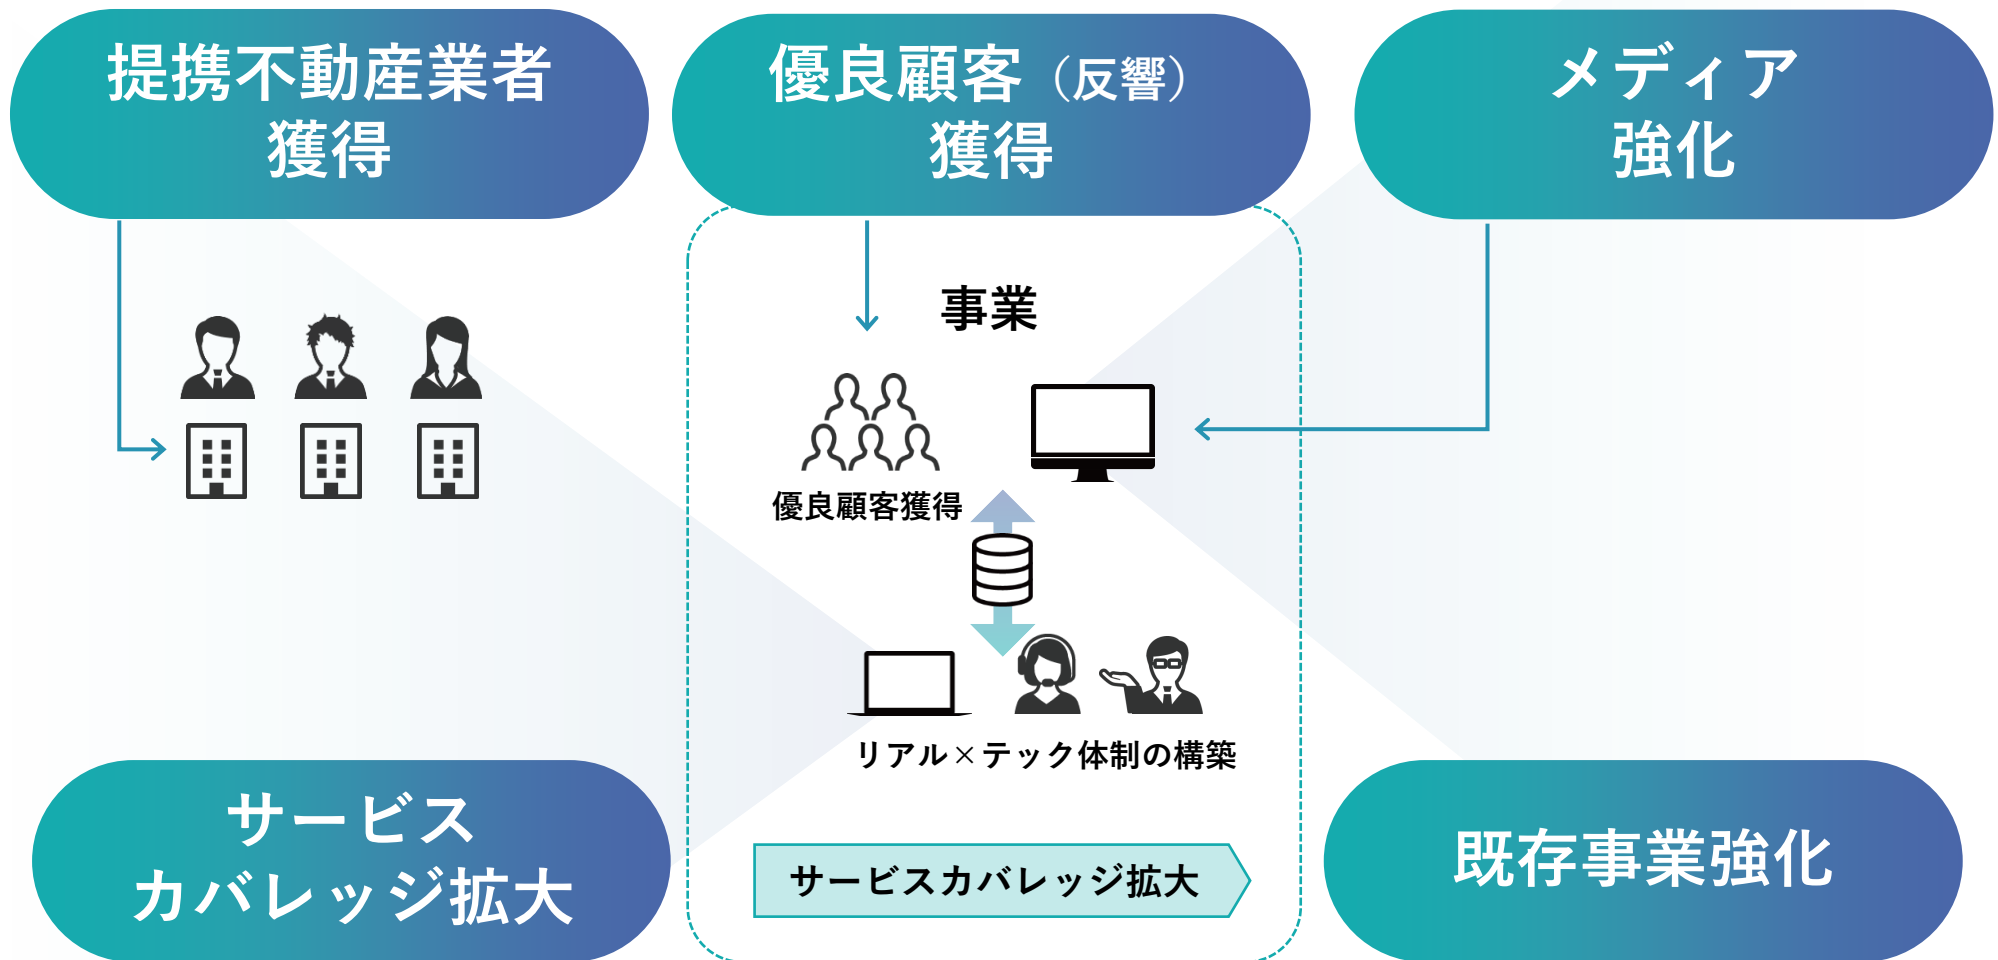 提携不動産業者
獲得
優良顧客（反響）
獲得
メディア
強化
事業
優良顧客獲得
リアル×テック体制の構築
サービスカバレッジ拡大
サービス
カバレッジ拡大
既存事業強化